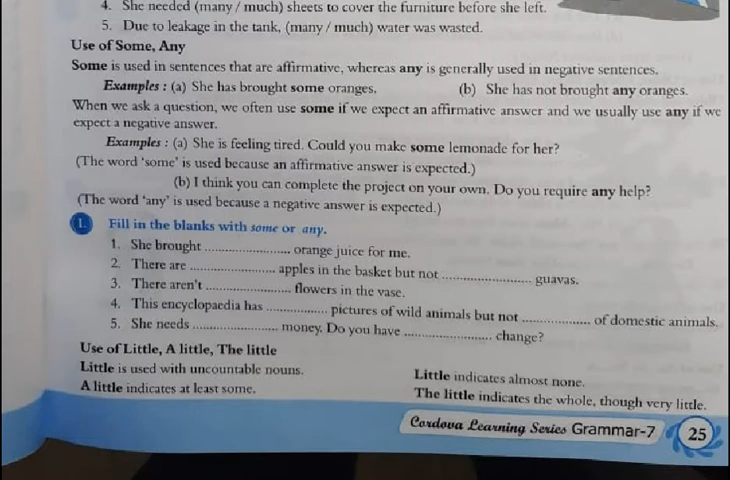 4. She needed (many / much) sheets to cover the furniture before she left.
5. Due to leakage in the tank, (many / much) water was wasted.
Use of Some, Any
Some is used in sentences that are affirmative, whereas any is generally used in negative sentences.
Examples : (a) She has brought some oranges. (b) She has not brought any oranges.
When we ask a question, we often use some if we expect an affirmative answer and we usually use any if we
expect a negative answer.
Examples : (a) She is feeling tired. Could you make some lemonade for her?
(The word 'some' is used because an affirmative answer is expected.)
(b) I think you can complete the project on your own. Do you require any help?
(The word 'any' is used because a negative answer is expected.)
I. Fill in the blanks with some or any.
1. She brought ........................ orange juice for me.
2. There are ........................ apples in the basket but not ........................ guavas.
3. There aren't ........................ flowers in the vase.
4. This encyclopaedia has ................. pictures of wild animals but not ................... of domestic animals.
5. She needs ........................ money. Do you have ........................ change?
Use of Little, A little, The little
Little is used with uncountable nouns. Little indicates almost none.
A little indicates at least some. The little indicates the whole, though very little.
Cordova Learning Series Grammar-7 25